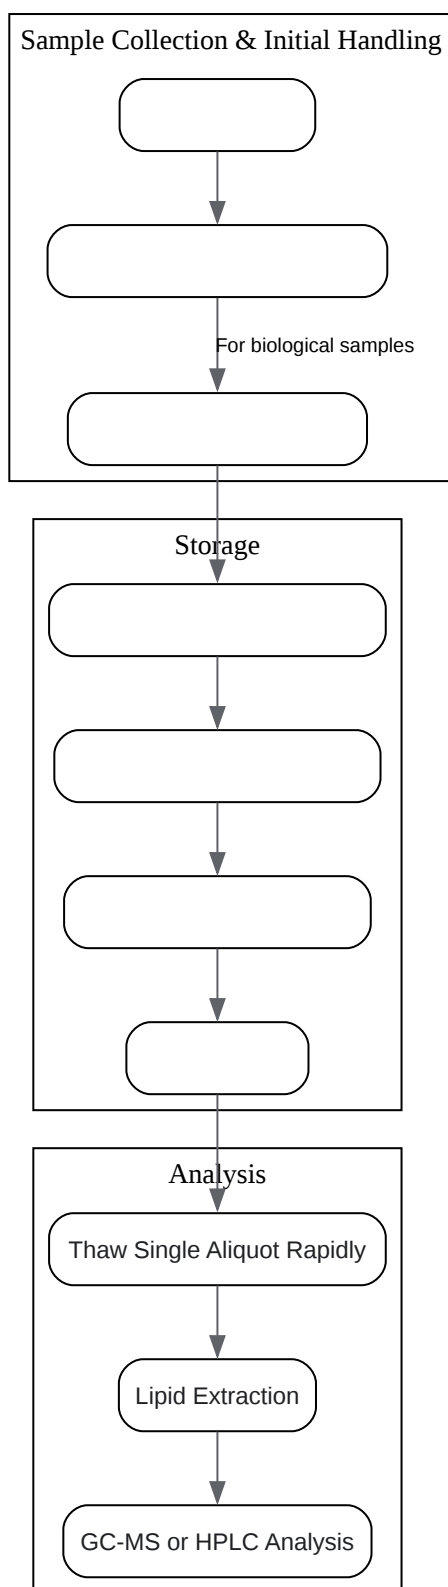 Sample Collection & Initial Handling
For biological samples
Storage
Analysis
Thaw Single Aliquot Rapidly
Lipid Extraction
GC-MS or HPLC Analysis